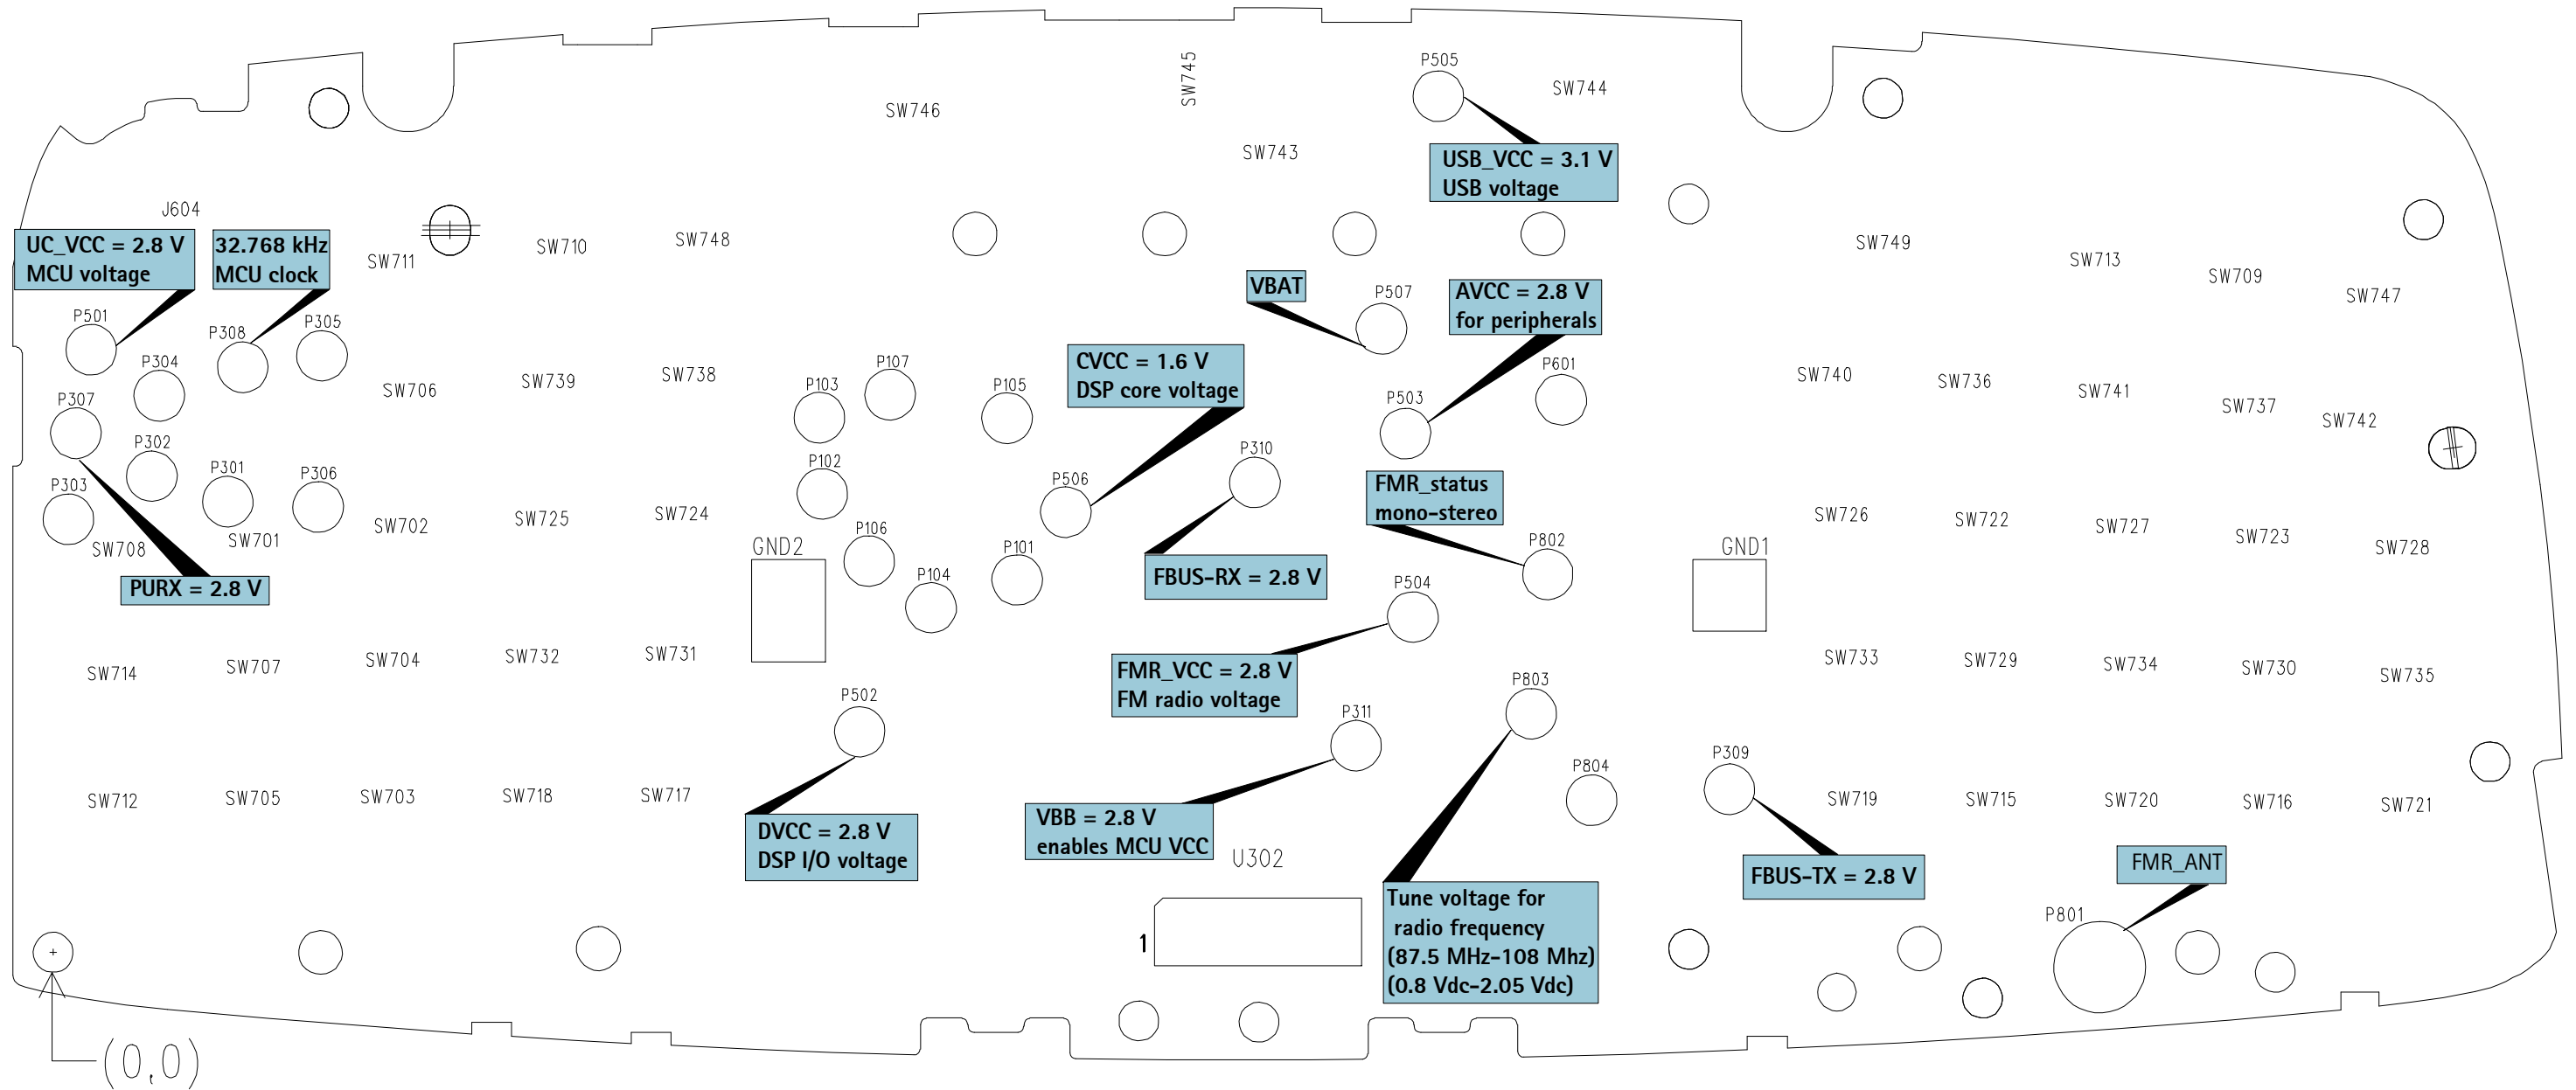 P505
SW745
SW744
SW746
SW743
USB_VCC = 3.1 V
USB voltage
J604
UC_VCC = 2.8 V
MCU voltage
32.768 kHz
MCU clock
SW711
SW710
SW748
SW749
SW713
SW709
SW747
VBAT
P507
AVCC = 2.8 V
for peripherals
P501
P308
P305
P304
P307
P302
P301
P306
P303
SW706
SW739
SW738
P103
P107
P105
CVCC = 1.6 V
DSP core voltage
P503
P601
SW740
SW736
SW741
SW737
SW742
P102
P506
P310
FMR_status
mono-stereo
SW708
SW701
SW702
SW725
SW724
P106
P101
P104
GND2
P802
GND1
SW726
SW722
SW727
SW723
SW728
PURX = 2.8 V
FBUS-RX = 2.8 V
P504
SW714
SW707
SW704
SW732
SW731
FMR_VCC = 2.8 V
FM radio voltage
SW733
SW729
SW734
SW730
SW735
P502
P803
P311
P804
P309
SW712
SW705
SW703
SW718
SW717
DVCC = 2.8 V
DSP I/O voltage
VBB = 2.8 V
enables MCU VCC
SW719
SW715
SW720
SW716
SW721
U302
FBUS-TX = 2.8 V
FMR_ANT
P801
1
Tune voltage for
radio frequency
(87.5 MHz-108 Mhz)
(0.8 Vdc-2.05 Vdc)
(0,0)